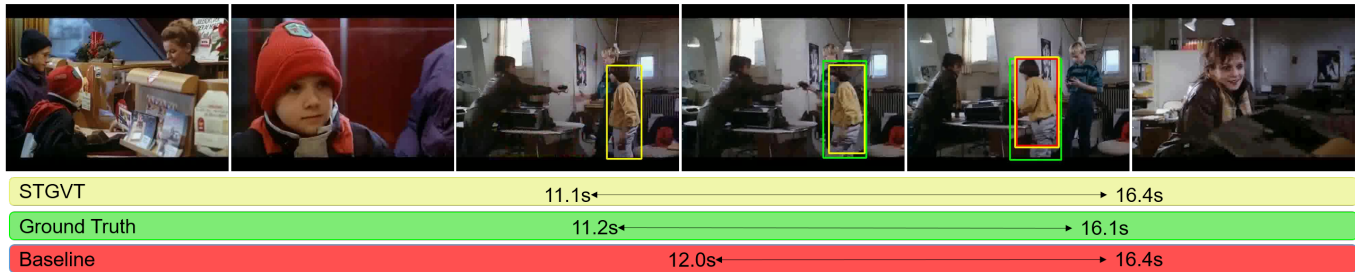 STGVT
11.1s
16.4s
Ground Truth
11.2s
16.1s
Baseline
12.0s
16.4s